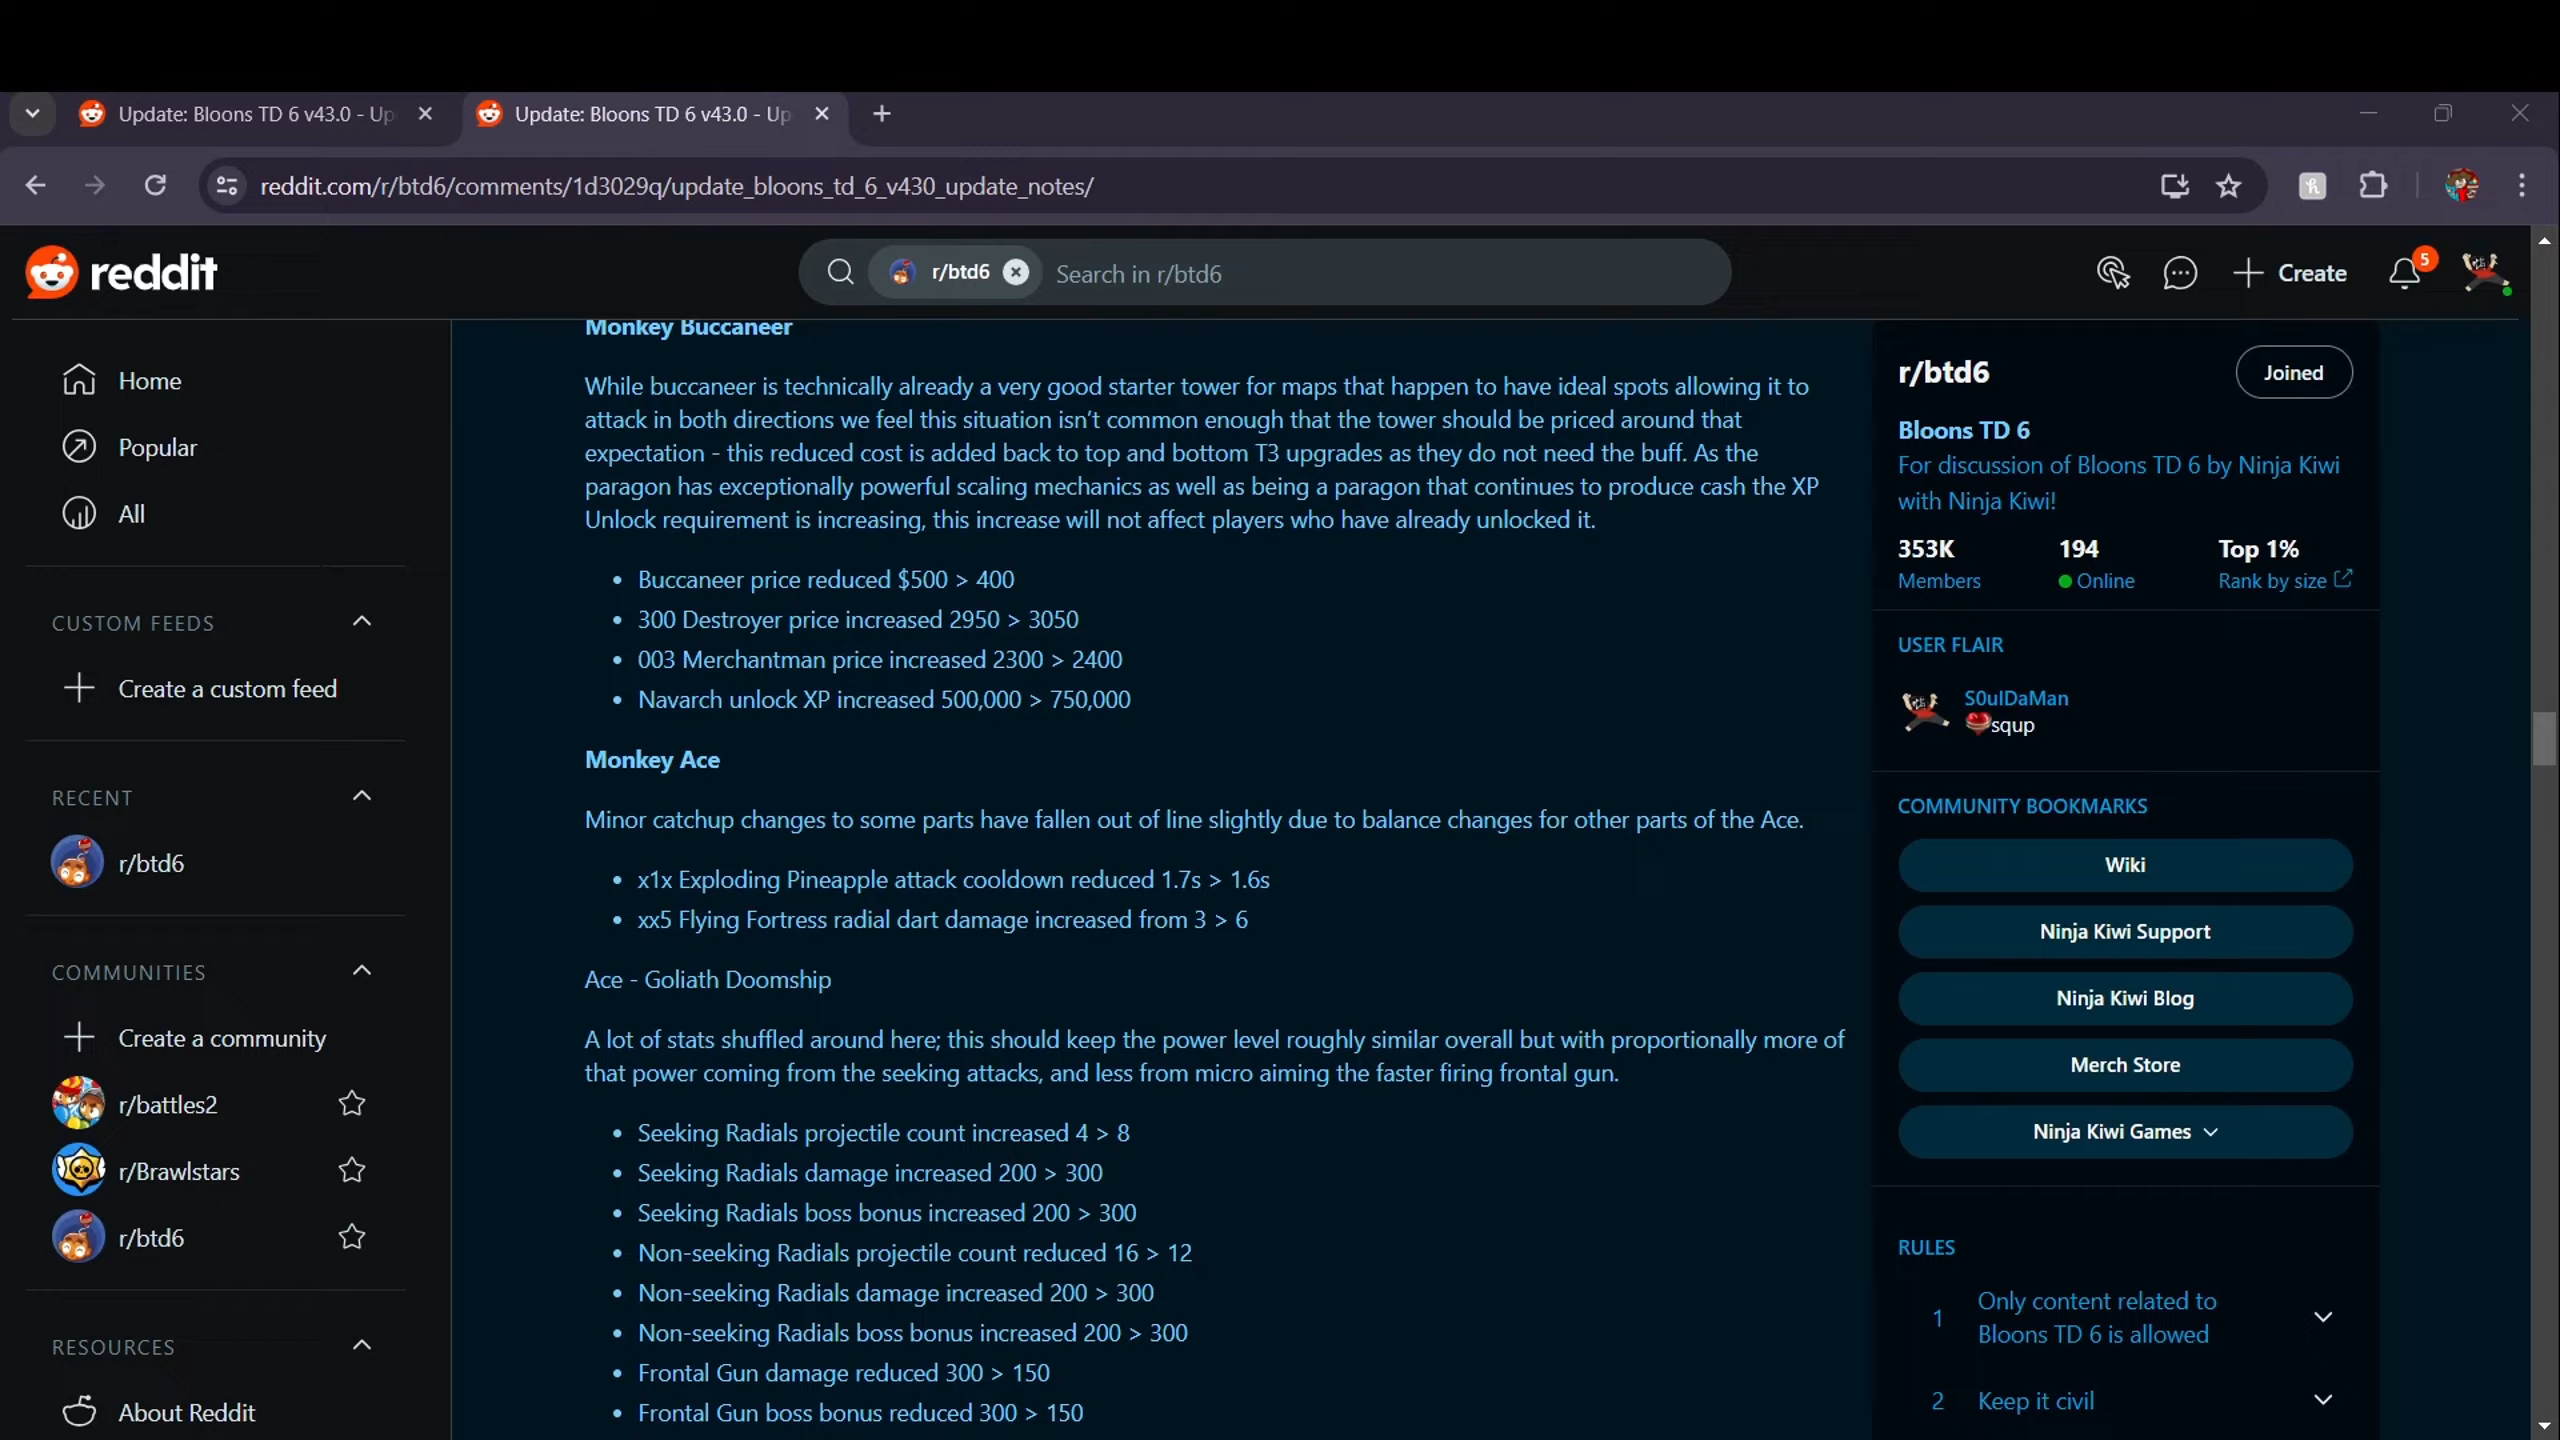 Update: Bloons TD 6 v43.0 - Up
Update: Bloons TD 6 v43.0 - Up
reddit.com/r/btd6/comments/1d3029q/update_bloons_td_6_v430_update_notes/
reddit
r/btd6
Search in r/btd6
Create
5
Home
Popular
All
CUSTOM FEEDS
Create a custom feed
RECENT
r/btd6
COMMUNITIES
Create a community
r/battles2
r/Brawlstars
r/btd6
RESOURCES
About Reddit
Monkey Buccaneer
While buccaneer is technically already a very good starter tower for maps that happen to have ideal spots allowing it to
attack in both directions we feel this situation isn’t common enough that the tower should be priced around that
expectation - this reduced cost is added back to top and bottom T3 upgrades as they do not need the buff. As the
paragon has exceptionally powerful scaling mechanics as well as being a paragon that continues to produce cash the XP
Unlock requirement is increasing, this increase will not affect players who have already unlocked it.
• Buccaneer price reduced $500 > 400
• 300 Destroyer price increased 2950 > 3050
• 003 Merchantman price increased 2300 > 2400
• Navarch unlock XP increased 500,000 > 750,000
Monkey Ace
Minor catchup changes to some parts have fallen out of line slightly due to balance changes for other parts of the Ace.
• x1x Exploding Pineapple attack cooldown reduced 1.7s > 1.6s
• xx5 Flying Fortress radial dart damage increased from 3 > 6
Ace - Goliath Doomship
A lot of stats shuffled around here; this should keep the power level roughly similar overall but with proportionally more of
that power coming from the seeking attacks, and less from micro aiming the faster firing frontal gun.
• Seeking Radials projectile count increased 4 > 8
• Seeking Radials damage increased 200 > 300
• Seeking Radials boss bonus increased 200 > 300
• Non-seeking Radials projectile count reduced 16 > 12
• Non-seeking Radials damage increased 200 > 300
• Non-seeking Radials boss bonus increased 200 > 300
• Frontal Gun damage reduced 300 > 150
• Frontal Gun boss bonus reduced 300 > 150
r/btd6
Joined
Bloons TD 6
For discussion of Bloons TD 6 by Ninja Kiwi
with Ninja Kiwi!
353K 194 Top 1%
Members Online Rank by size
USER FLAIR
S0ulDaMan
squp
COMMUNITY BOOKMARKS
Wiki
Ninja Kiwi Support
Ninja Kiwi Blog
Merch Store
Ninja Kiwi Games
RULES
1 Only content related to
Bloons TD 6 is allowed
2 Keep it civil